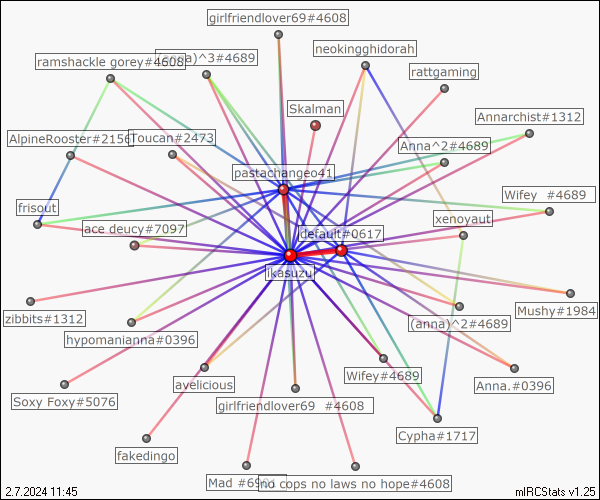 girlfriendlover69#4608
neokingghidorah
ramshackle gorey#4608
)^3#4689
rattgaming
Skalman
Annarchist#1312
AlpineRooster#2156
Toucan#2473
Anna^2#4689
pastachangeo41
Wifey #4689
frisout
xenoyaut
ace deucy#7097
default#0617
ikasuzu
zibbits#1312
Mushy#1984
(anna)^2#4689
hypomanianna#0396
Wifey#4689
avelicious
Anna.#0396
Soxy Foxy#5076
girlfriendlover69 #4608
Cypha#1717
fakedingo
Mad
no cops no laws no hope#4608
2.7.2024 11:45
mIRCStats v1.25